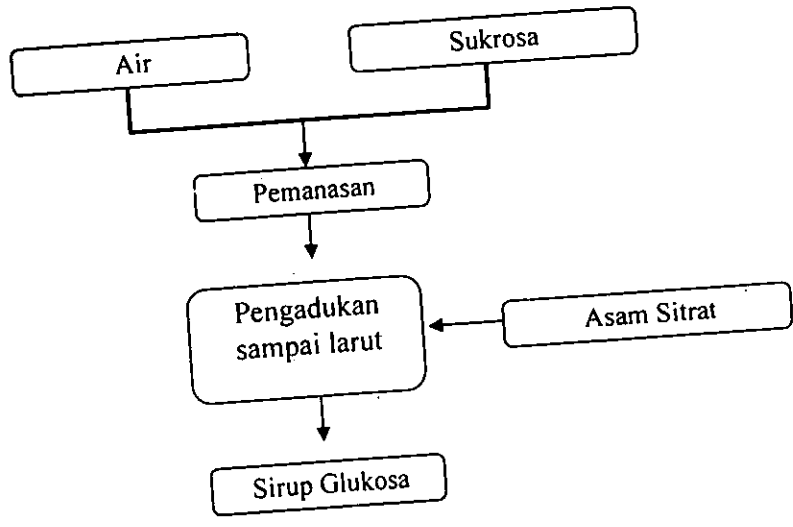 Air
Sukrosa
Pemanasan
Pengadukan
sampai larut
Asam Sitrat
Sirup Glukosa